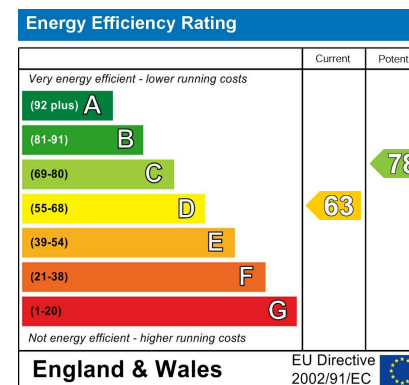 Energy Efficiency Rating
Current Potent
Very energy efficient - lower running costs
(92 plus) A
(81-91) B
(69-80) C
78
(55-68) D
63
(39-54) E
(21-38) F
(1-20) G
Not energy efficient - higher running costs
England & Wales
EU Directive
2002/91/EC